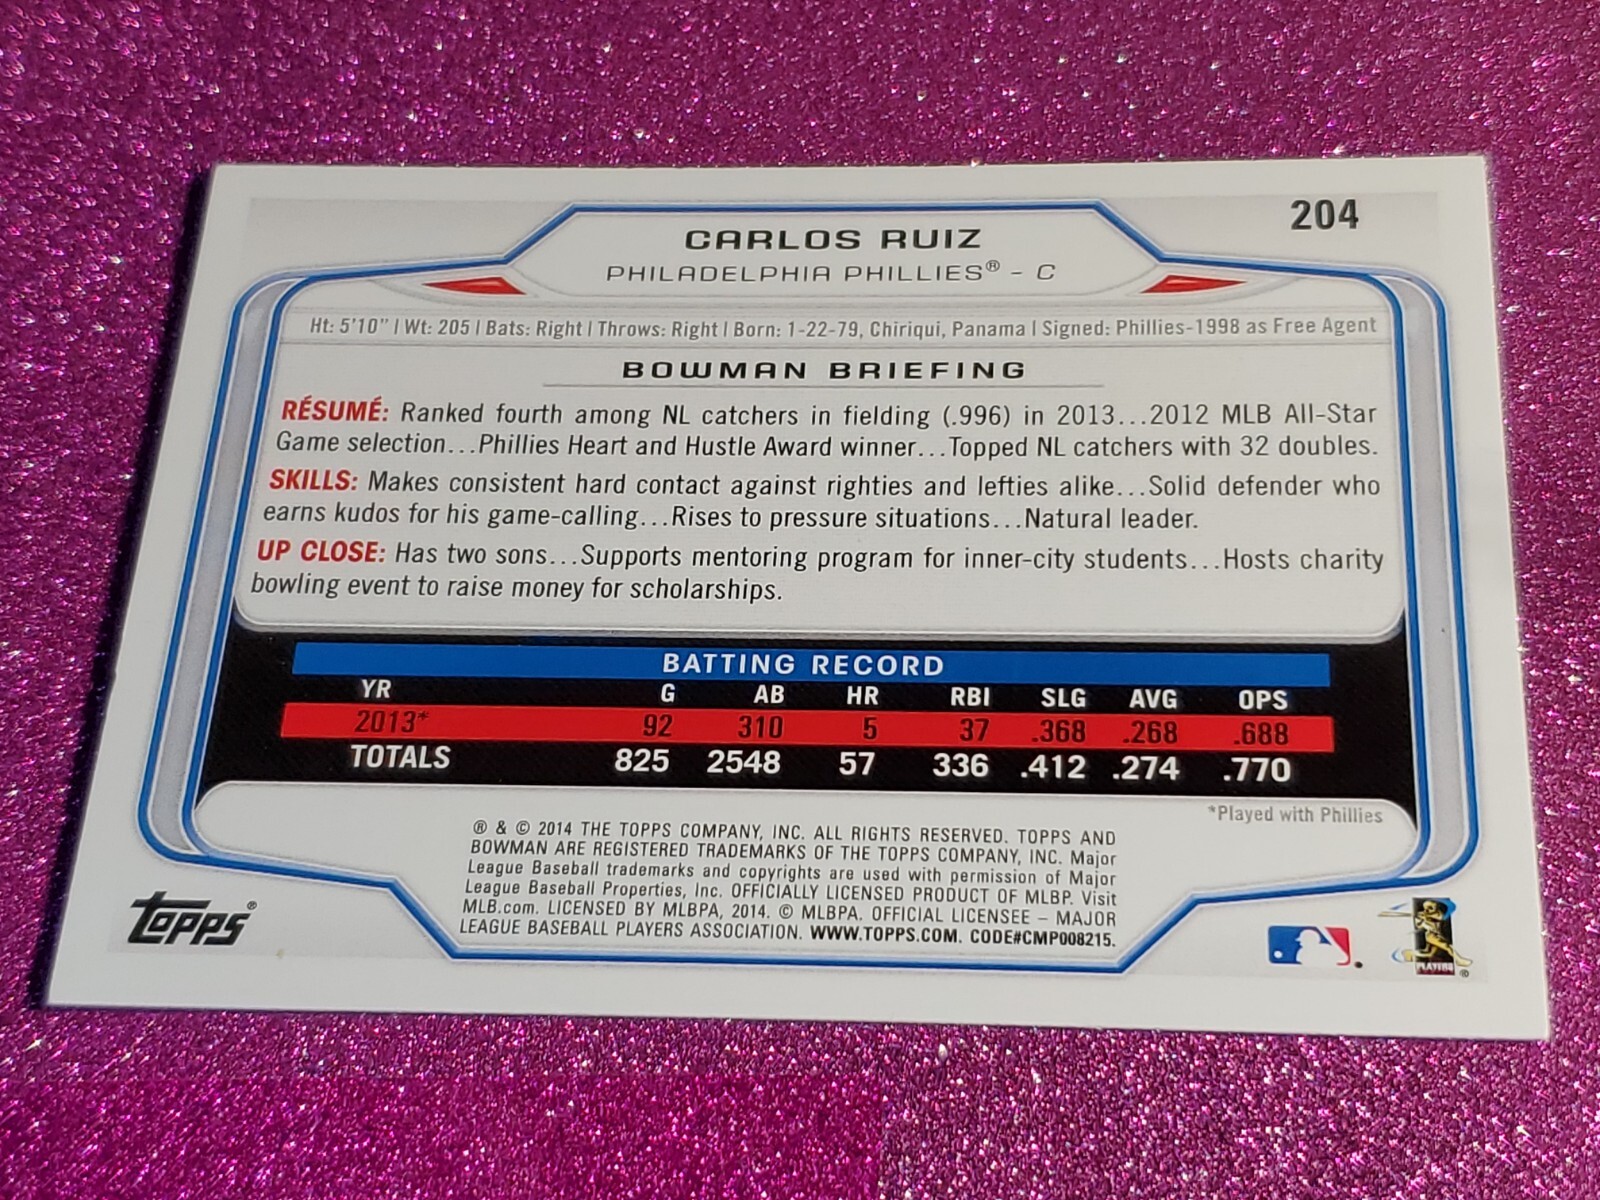 204
CARLOS RUIZ
PHILADELPHIA PHILLIES® - C
Ht: 5'10" | Wt: 205 | Bats: Right | Throws: Right | Born: 1-22-79, Chiriqui, Panama | Signed: Phillies-1998 as Free Agent
BOWMAN BRIEFING
RÉSUMÉ: Ranked fourth among NL catchers in fielding (.996) in 2013...2012 MLB All-Star
Game selection...Phillies Heart and Hustle Award winner...Topped NL catchers with 32 doubles.
SKILLS: Makes consistent hard contact against righties and lefties alike...Solid defender who
earns kudos for his game-calling...Rises to pressure situations...Natural leader.
UP CLOSE: Has two sons...Supports mentoring program for inner-city students...Hosts charity
bowling event to raise money for scholarships.
BATTING RECORD
YR G AB HR RBI SLG AVG OPS
2013* 92 310 5 37 .368 .268 .688
TOTALS 825 2548 57 336 .412 .274 .770
*Played with Phillies
® & © 2014 THE TOPPS COMPANY, INC. ALL RIGHTS RESERVED. TOPPS AND
BOWMAN ARE REGISTERED TRADEMARKS OF THE TOPPS COMPANY, INC. Major
League Baseball trademarks and copyrights are used with permission of Major
League Baseball Properties, Inc. OFFICIALLY LICENSED PRODUCT OF MLBP. Visit
MLB.com. LICENSED BY MLBPA, 2014. © MLBPA. OFFICIAL LICENSEE – MAJOR
LEAGUE BASEBALL PLAYERS ASSOCIATION. WWW.TOPPS.COM. CODE#CMP008215.
TOPPS®
PLAYERS ®